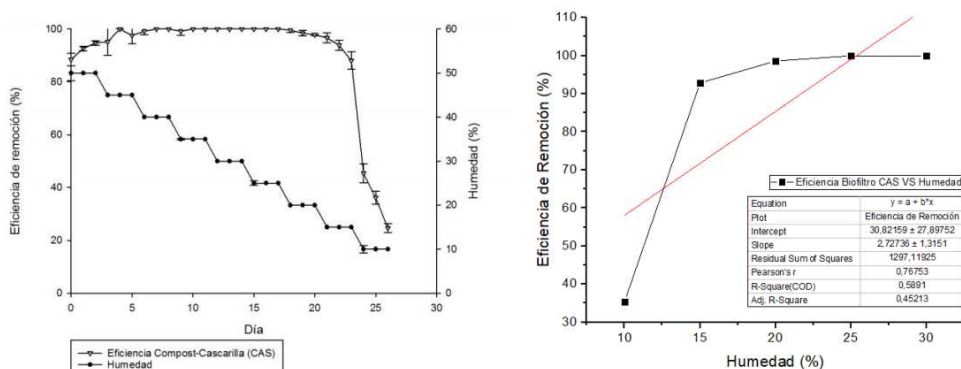 Eficiencia de remoción (%)
100
80
60
40
20
0
60
50
40
30
20
10
0
Humedad (%)
0 5 10 15 20 25 30
Día
Eficiencia Compost-Cascarilla (CAS)
Humedad
Eficiencia de Remoción (%)
110
100
90
80
70
60
50
40
30
Eficiencia Biofiltro CAS VS Humedad
Equation y = a + b*x
Plot Eficiencia de Remoción
Intercept 30,82159 ± 27,89752
Slope 2,72736 ± 1,3151
Residual Sum of Squares 1297,11925
Pearson's r 0,76753
R-Square(COD) 0,5891
Adj. R-Square 0,45213
10 15 20 25 30
Humedad (%)